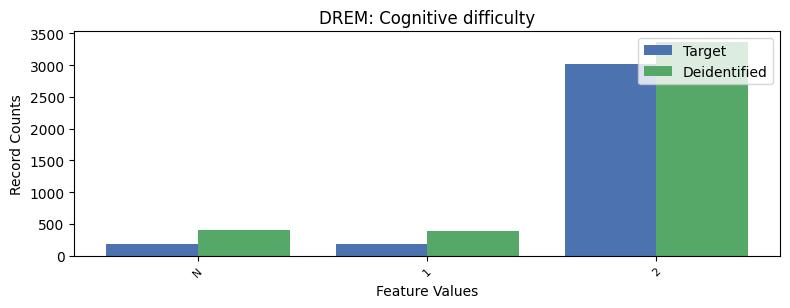 DREM: Cognitive difficulty
Record Counts
3500
3000
2500
2000
1500
1000
500
0
Target
Deidentified
N
1
2
Feature Values